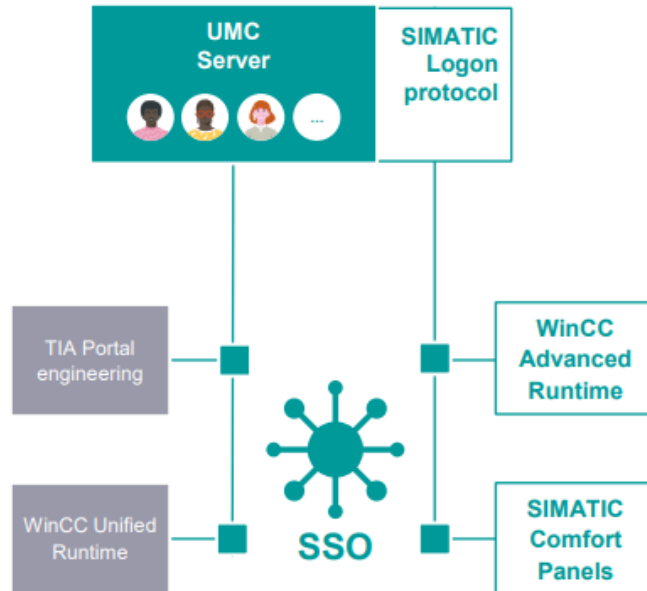 UMC
Server
...
SIMATIC
Logon
protocol
TIA Portal
engineering
WinCC
Advanced
Runtime
WinCC Unified
Runtime
SSO
SIMATIC
Comfort
Panels